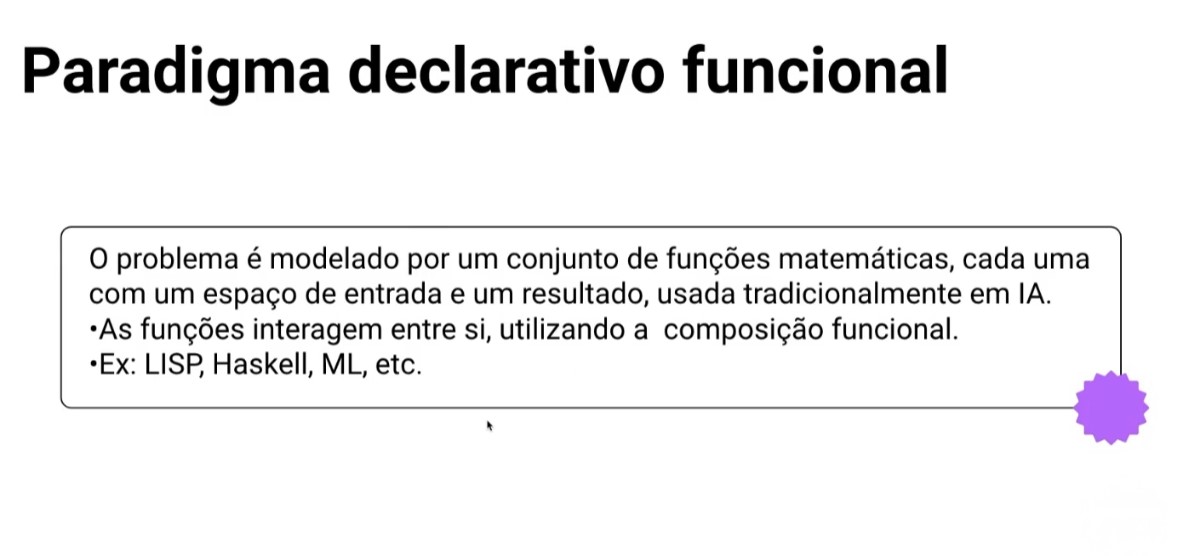 Paradigma declarativo funcional
O problema é modelado por um conjunto de funções matemáticas, cada uma
com um espaço de entrada e um resultado, usada tradicionalmente em IA.
•As funções interagem entre si, utilizando a  composição funcional.
•Ex: LISP, Haskell, ML, etc.